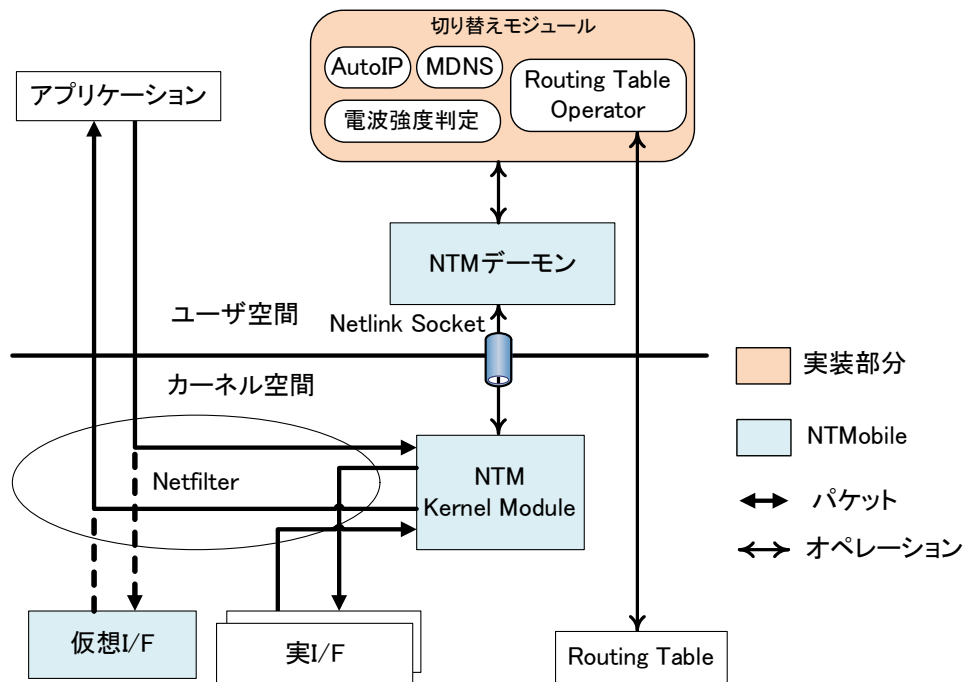 切り替えモジュール
AutoIP
MDNS
電波強度判定
Routing Table
Operator
アプリケーション
NTMデーモン
ユーザ空間
Netlink Socket
カーネル空間
Netfilter
NTM
Kernel Module
仮想I/F
実I/F
Routing Table
実装部分
NTMobile
パケット
オペレーション